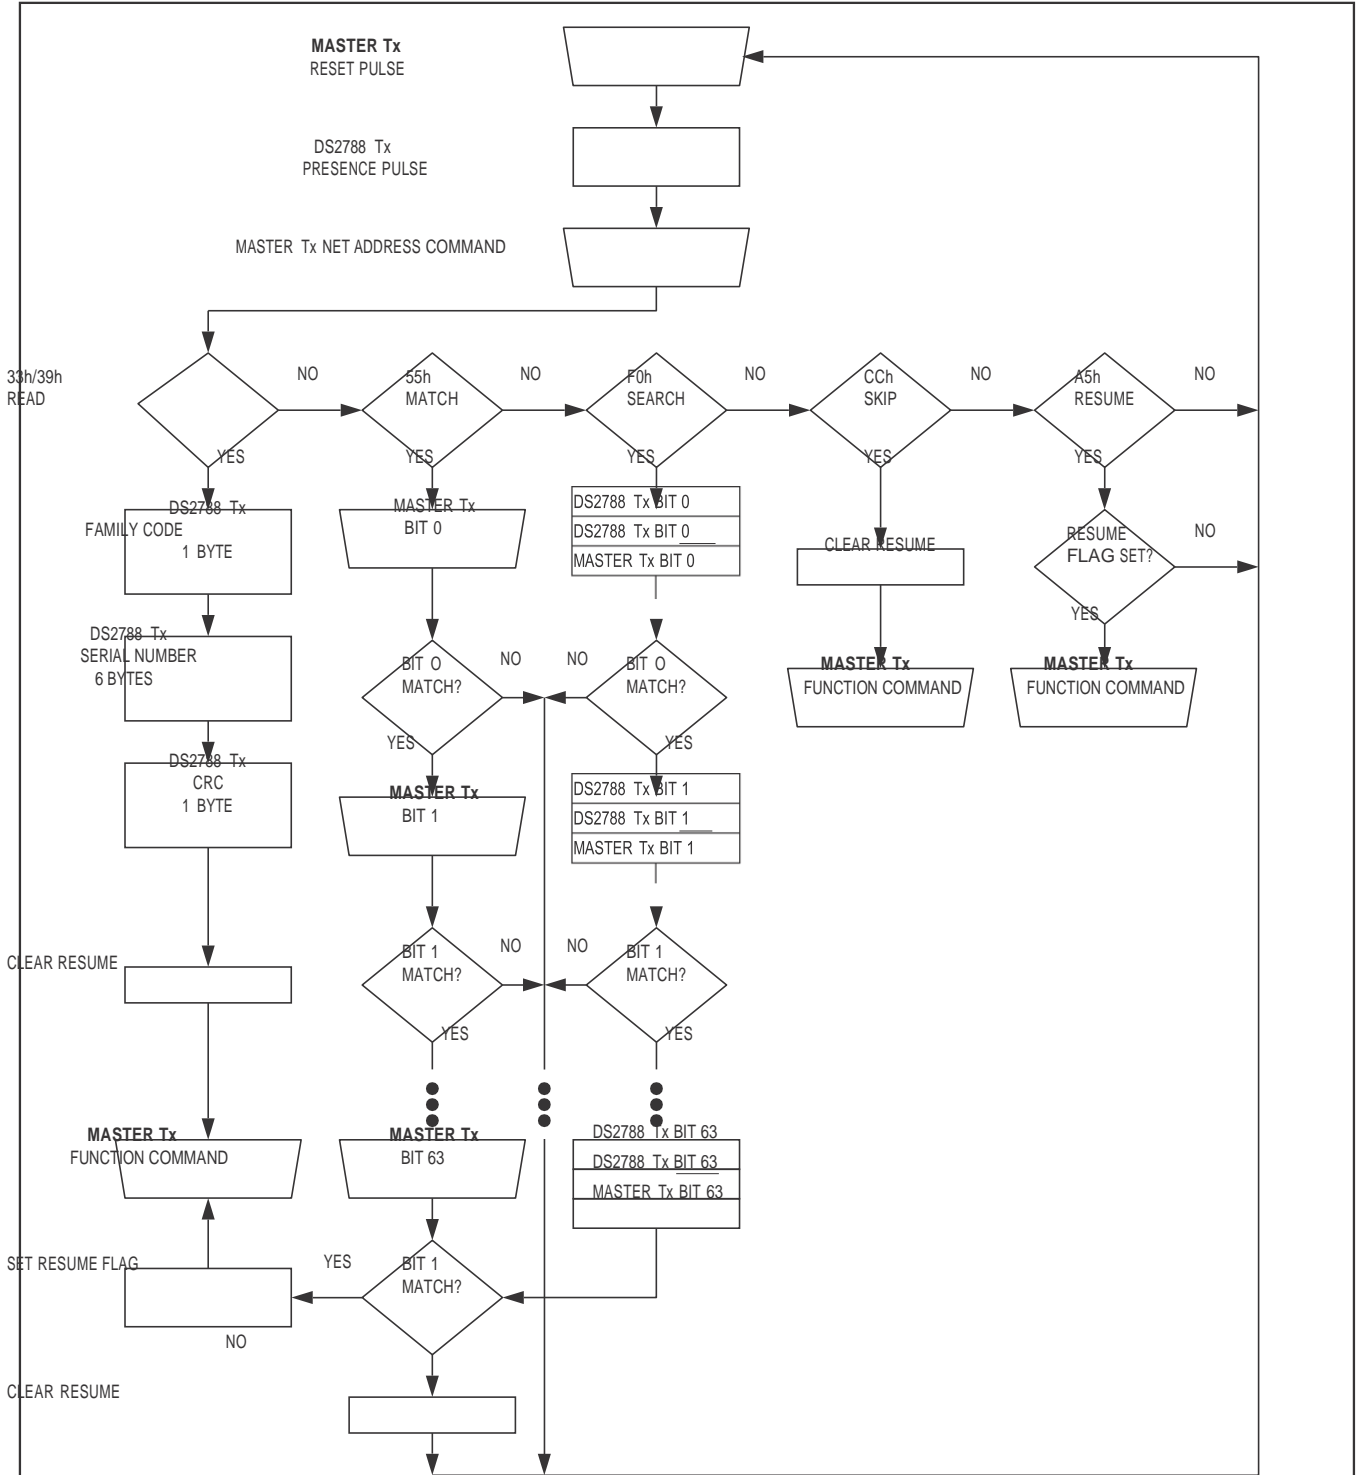 MASTER Tx
RESET PULSE
DS2788 Tx
PRESENCE PULSE
MASTER Tx NET ADDRESS COMMAND
33h/39h
READ
NO
55h
MATCH
NO
F0h
SEARCH
NO
CCh
SKIP
NO
A5h
RESUME
NO
YES
YES
YES
YES
YES
DS2788 Tx
FAMILY CODE
1 BYTE
MASTER Tx
BIT 0
DS2788 Tx BIT 0
DS2788 Tx BIT 0
MASTER Tx BIT 0
CLEAR RESUME
RESUME
FLAG SET?
NO
YES
DS2788 Tx
SERIAL NUMBER
6 BYTES
BIT O
MATCH?
NO
NO
BIT O
MATCH?
MASTER Tx
FUNCTION COMMAND
MASTER Tx
FUNCTION COMMAND
YES
YES
DS2788 Tx
CRC
1 BYTE
MASTER Tx
BIT 1
DS2788 Tx BIT 1
DS2788 Tx BIT 1
MASTER Tx BIT 1
CLEAR RESUME
BIT 1
MATCH?
NO
NO
BIT 1
MATCH?
YES
YES
MASTER Tx
FUNCTION COMMAND
MASTER Tx
BIT 63
DS2788 Tx BIT 63
DS2788 Tx BIT 63
MASTER Tx BIT 63
SET RESUME FLAG
YES
BIT 1
MATCH?
NO
CLEAR RESUME